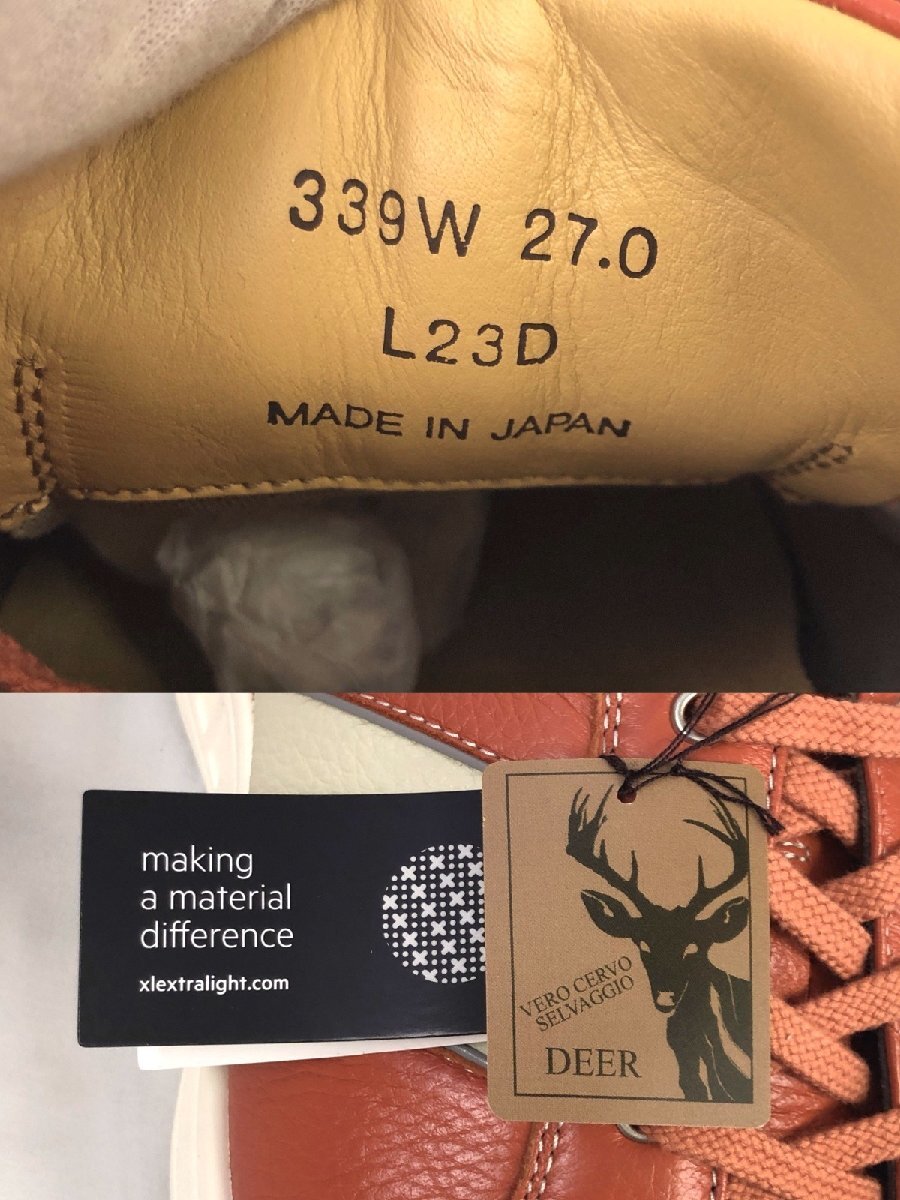 339W 27.0
L23D
MADE IN JAPAN
making
a material
difference
xlextralight.com
VERO CERVO
SELVAGGIO
DEER